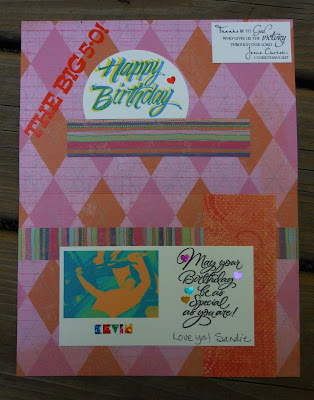 THE BIG 50!
Happy
Birthday
Thanks be to God
who gives us the victory
through our Lord
Jesus Christ.
May your
Birthday
be as
special
as you are!
Love ya! Sandie
KEVIN